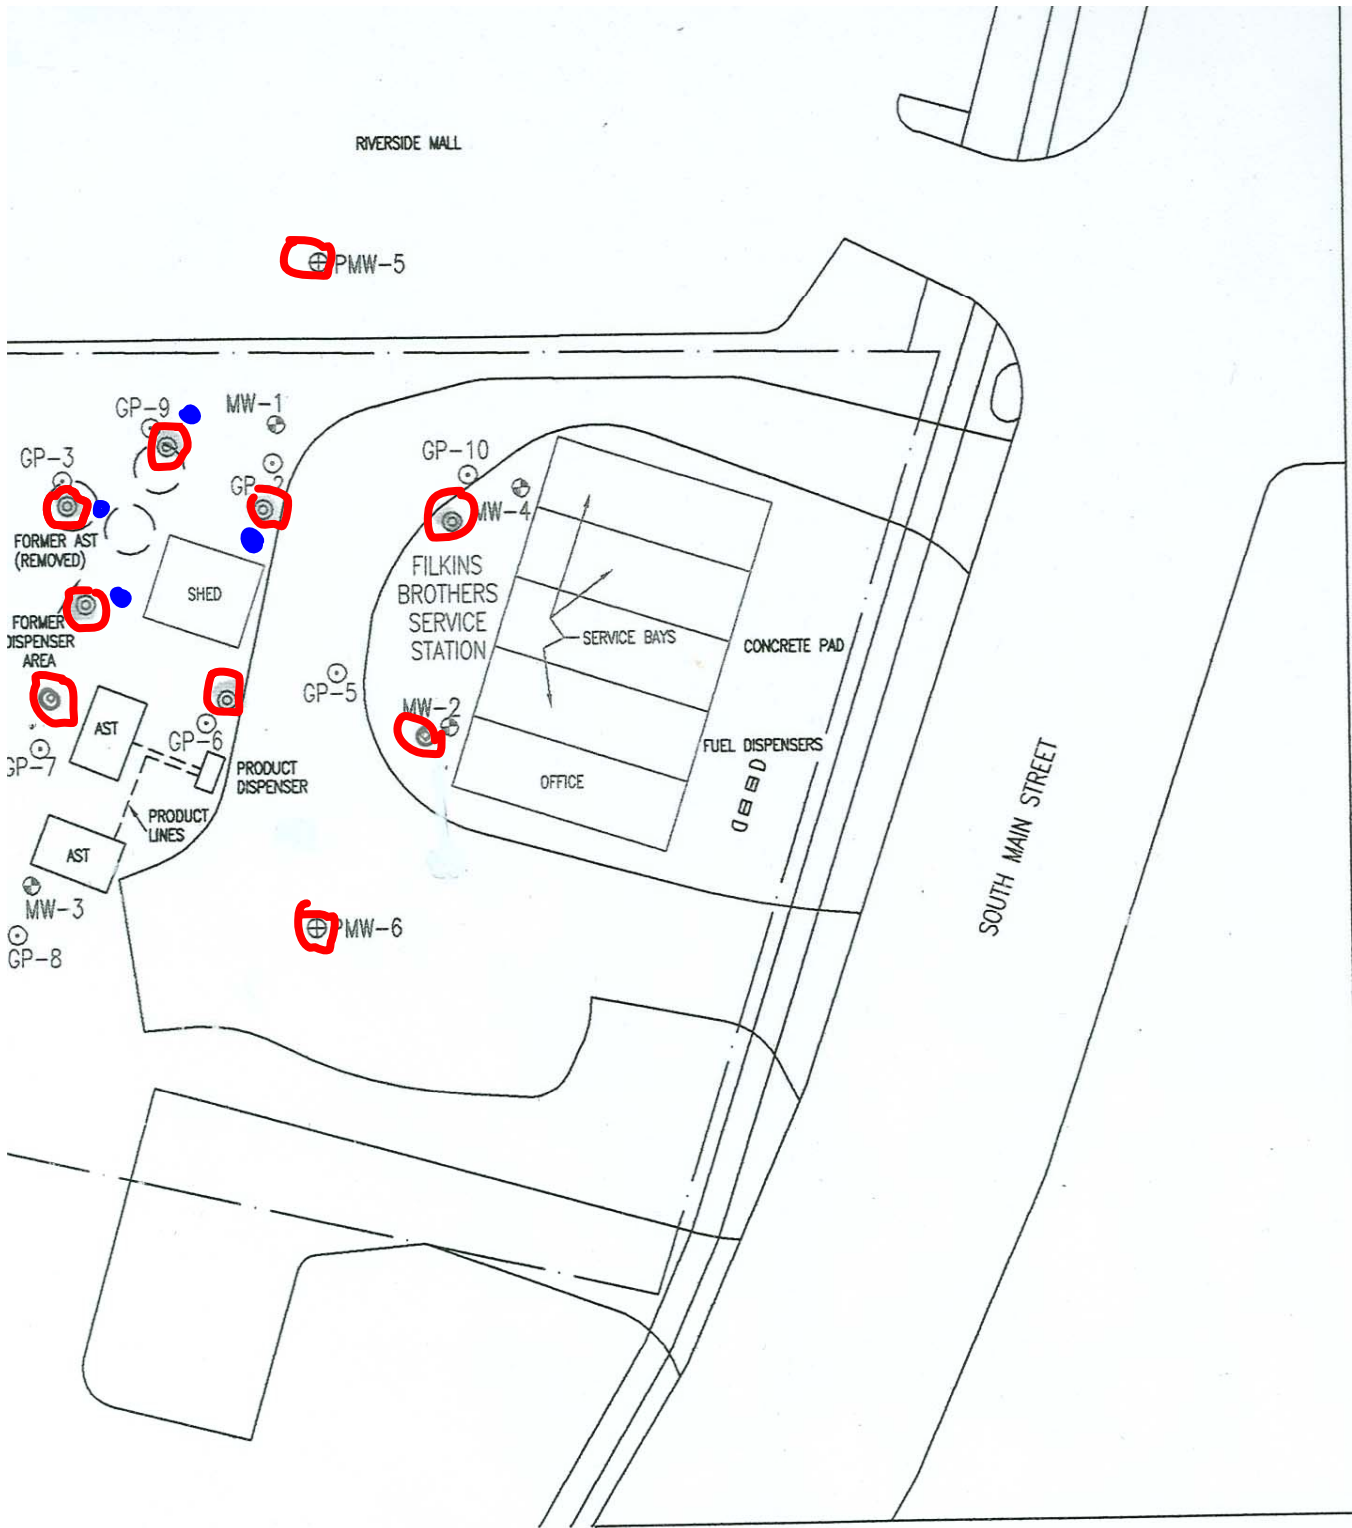 RIVERSIDE MALL
PMW-5
GP-9
MW-1
GP-3
GP-2
GP-10
MW-4
FORMER AST
(REMOVED)
SHED
FILKINS
BROTHERS
SERVICE
STATION
SERVICE BAYS
CONCRETE PAD
FORMER
DISPENSER
AREA
GP-5
MW-2
AST
GP-6
GP-7
PRODUCT
DISPENSER
FUEL DISPENSERS
OFFICE
PRODUCT
LINES
AST
SOUTH MAIN STREET
MW-3
GP-8
PMW-6